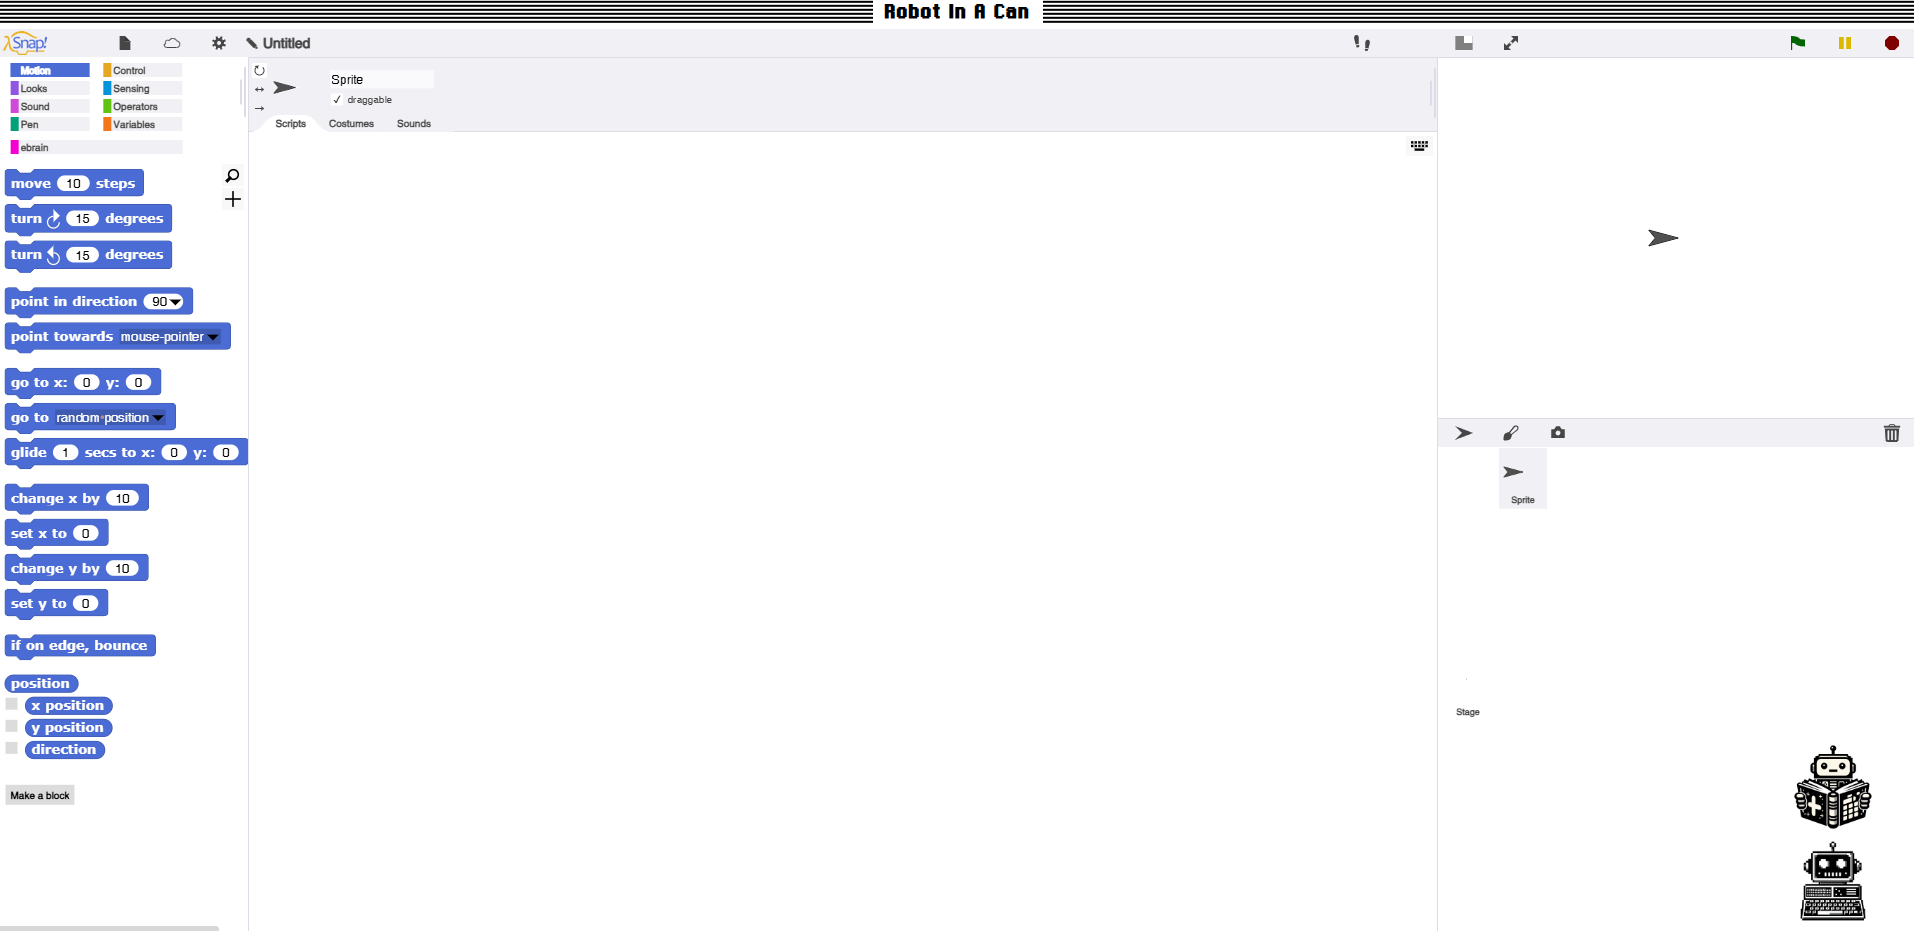 Robot In A Can
λSnap!
Untitled
Motion
Control
Looks
Sensing
Sound
Operators
Pen
Variables
ebrain
Sprite
draggable
Scripts
Costumes
Sounds
move 10 steps
turn 15 degrees
turn 15 degrees
point in direction 90
point towards mouse-pointer
go to x: 0 y: 0
go to random position
glide 1 secs to x: 0 y: 0
change x by 10
set x to 0
change y by 10
set y to 0
if on edge, bounce
position
x position
y position
direction
Make a block
Sprite
Stage